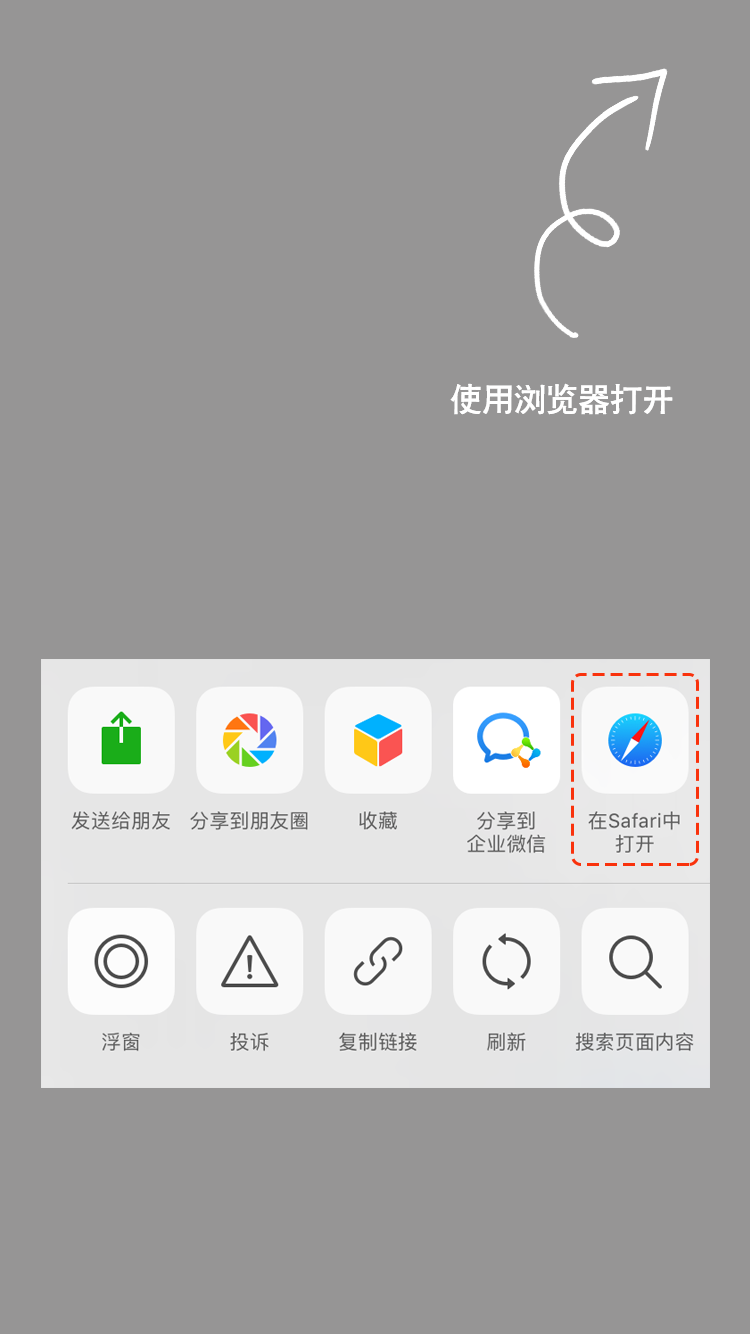 使用浏览器打开
发送给朋友
分享到朋友圈
收藏
分享到
企业微信
在Safari中
打开
浮窗
投诉
复制链接
刷新
搜索页面内容